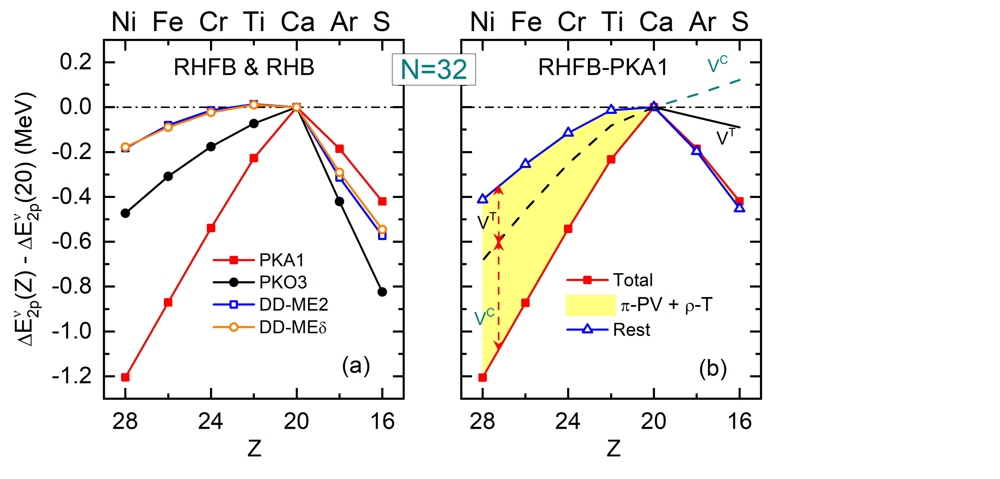 Ni Fe Cr Ti Ca Ar S
Ni Fe Cr Ti Ca Ar S
RHFB & RHB
N=32
RHFB-PKA1
ΔE^ν_2p(Z) - ΔE^ν_2p(20) (MeV)
0.2
0.0
-0.2
-0.4
-0.6
-0.8
-1.0
-1.2
PKA1
PKO3
DD-ME2
DD-MEδ
(a)
V^C
V^T
V^T
V^C
Total
π-PV + ρ-T
Rest
(b)
28 24 20 16
28 24 20 16
Z
Z